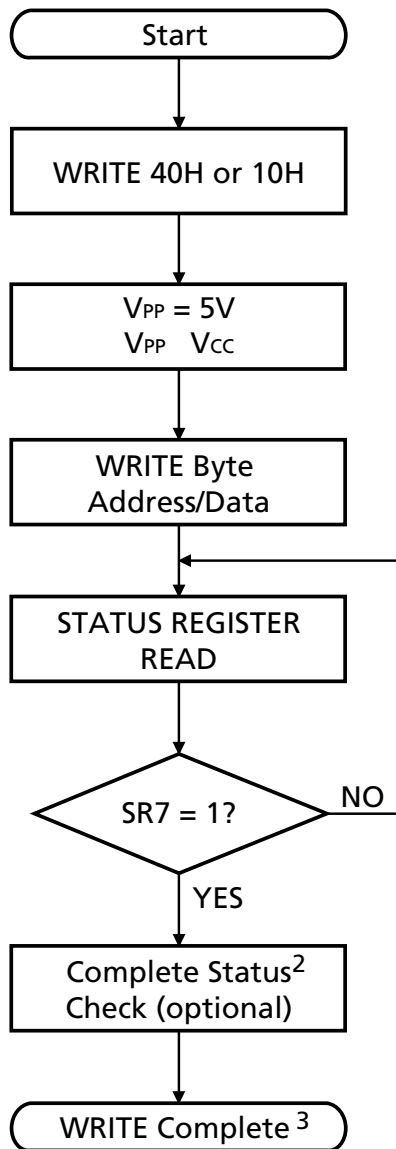 Start
WRITE 40H or 10H
VPP = 5V
VPP VCC
WRITE Byte
Address/Data
STATUS REGISTER
READ
SR7 = 1?
NO
YES
Complete Status2
Check (optional)
WRITE Complete 3